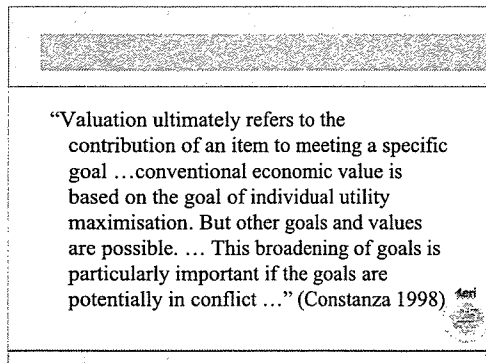 “Valuation ultimately refers to the
contribution of an item to meeting a specific
goal …conventional economic value is
based on the goal of individual utility
maximisation. But other goals and values
are possible. … This broadening of goals is
particularly important if the goals are
potentially in conflict …” (Constanza 1998)